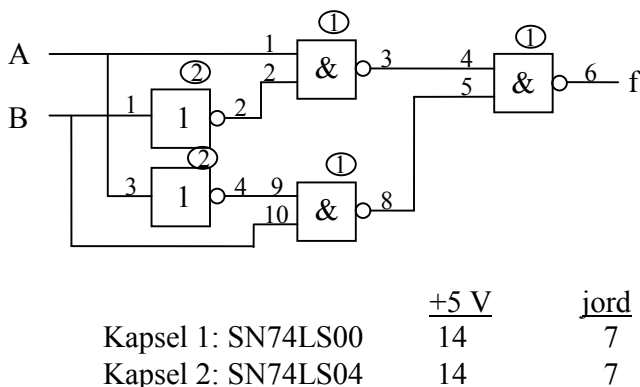 1 1
A 1 3 4 6 f
2 2 & 5 &
B 1 1 2
2 1
3 1 4 9 & 8
10
+5 V jord
Kapsel 1: SN74LS00 14 7
Kapsel 2: SN74LS04 14 7